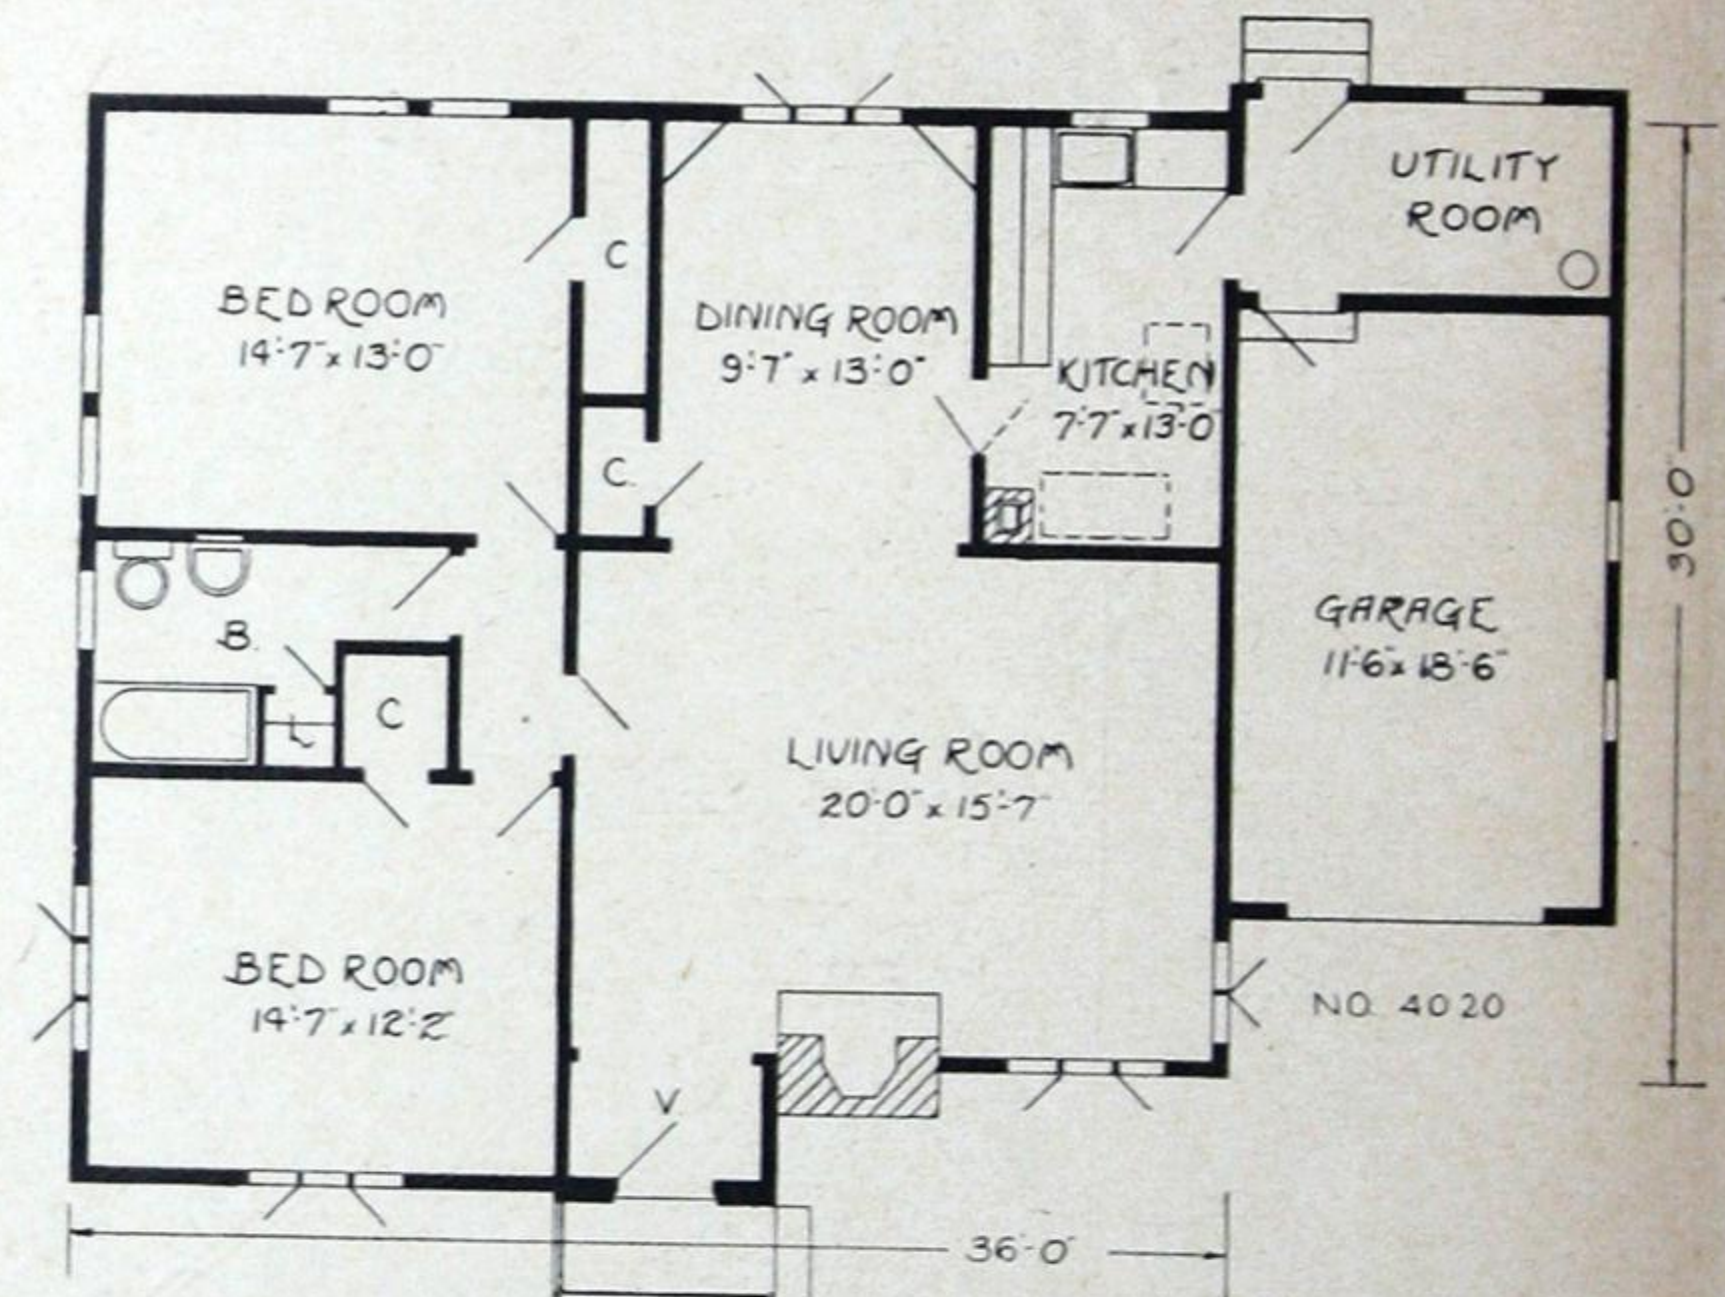 UTILITY
ROOM
C
BED ROOM
14'-7" x 13'-0"
DINING ROOM
9'-7" x 13'-0"
KITCHEN
7'-7" x 13'-0"
C.
30'-0"
B.
GARAGE
11'-6" x 18'-6"
C
L
LIVING ROOM
20'-0" x 15'-7"
BED ROOM
14'-7" x 12'-2"
NO. 4020
V
36'-0"